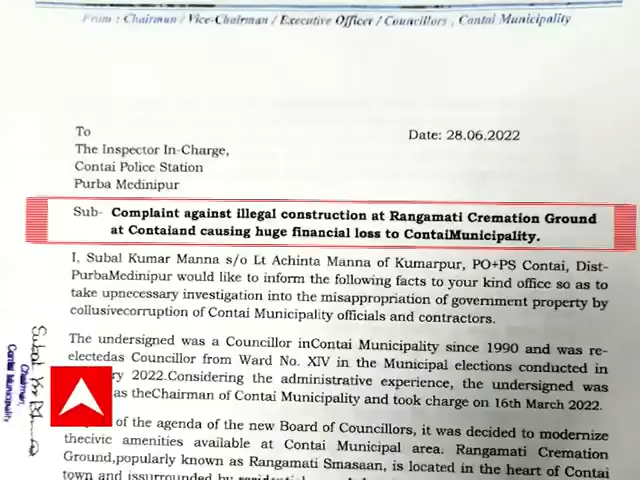 From : Chairman / Vice-Chairman / Executive Officer / Councillors , Contai Municipality
To
Date: 28.06.2022
The Inspector In-Charge,
Contai Police Station
Purba Medinipur
Sub- Complaint against illegal construction at Rangamati Cremation Ground
at Contaiand causing huge financial loss to ContaiMunicipality.
I, Subal Kumar Manna s/o Lt Achinta Manna of Kumarpur, PO+PS Contai, Dist-
PurbaMedinipur would like to inform the following facts to your kind office so as to
take upnecessary investigation into the misappropriation of government property by
collusivecorruption of Contai Municipality officials and contractors.
The undersigned was a Councillor inContai Municipality since 1990 and was re-
electedas Councillor from Ward No. XIV in the Municipal elections conducted in
ry 2022.Considering the administrative experience, the undersigned was
as theChairman of Contai Municipality and took charge on 16th March 2022.
of the agenda of the new Board of Councillors, it was decided to modernize
thecivic amenities available at Contai Municipal area. Rangamati Cremation
Ground,popularly known as Rangamati Smasaan, is located in the heart of Contai
town and issurrounded by
Subal Kr
Chairman,
Contai Municipality